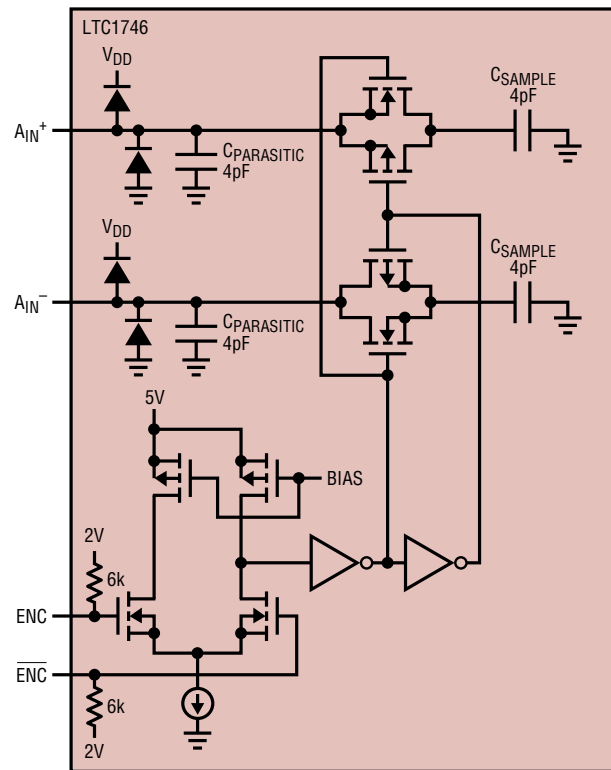 LTC1746
VDD
CSAMPLE
4pF
AIN+
CPARASITIC
4pF
VDD
CSAMPLE
4pF
AIN−
CPARASITIC
4pF
5V
BIAS
2V
6k
ENC
ENC
6k
2V